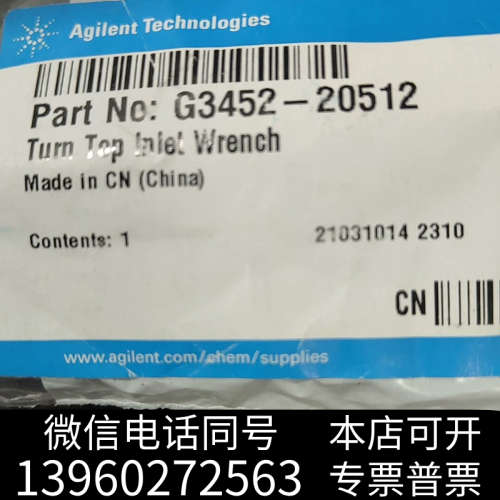 Agilent Technologies
Part No: G3452-20512
Turn Top Inlet Wrench
Made in CN (China)
Contents: 1
21031014 2310
CN
www.agilent.com/chem/supplies
微信电话同号 本店可开
13960272563 专票普票